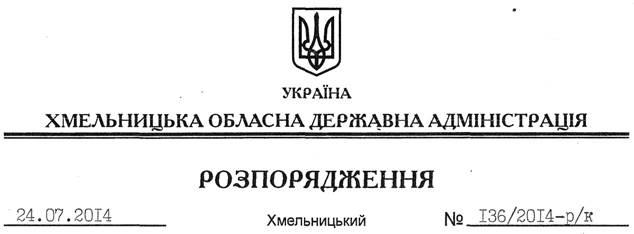 УКРАЇНА
ХМЕЛЬНИЦЬКА ОБЛАСНА ДЕРЖАВНА АДМІНІСТРАЦІЯ
РОЗПОРЯДЖЕННЯ
24.07.2014 Хмельницький № 136/2014-р/к